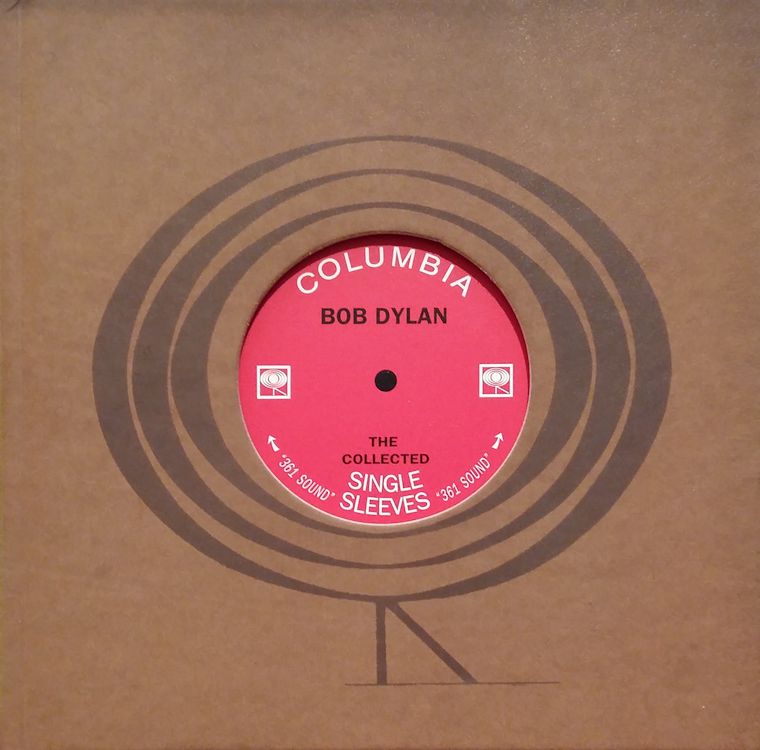 COLUMBIA
BOB DYLAN
THE
COLLECTED
SINGLE
SLEEVES
"361 SOUND"
"361 SOUND"